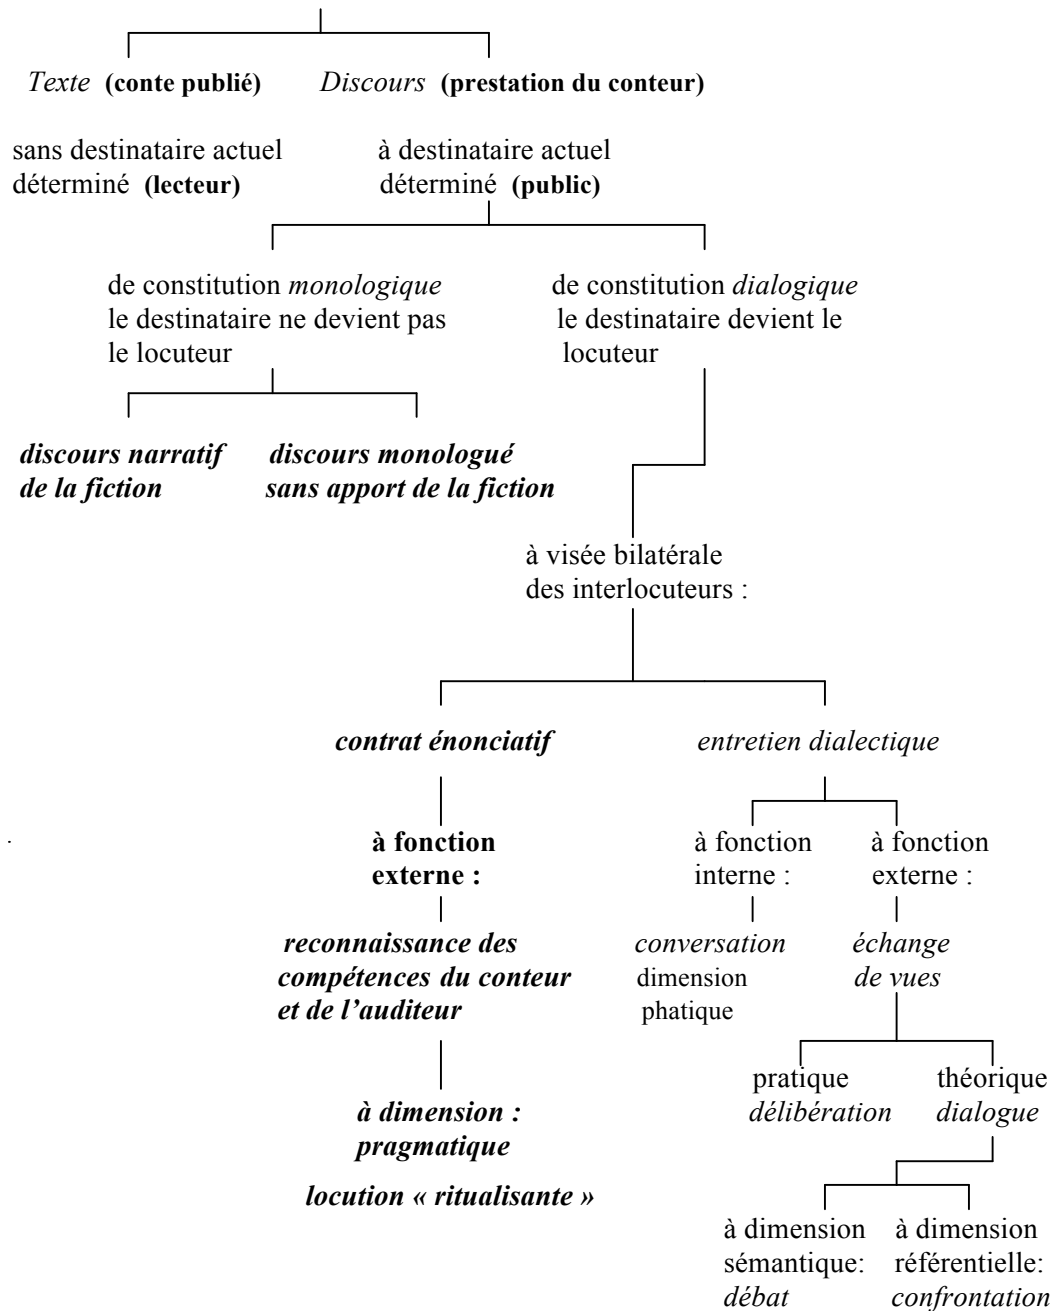 Texte (conte publié) Discours (prestation du conteur)
sans destinataire actuel
déterminé (lecteur)
à destinataire actuel
déterminé (public)
de constitution monologique
le destinataire ne devient pas
le locuteur
de constitution dialogique
le destinataire devient le
locuteur
discours narratif
de la fiction
discours monologué
sans apport de la fiction
à visée bilatérale
des interlocuteurs :
contrat énonciatif
entretien dialectique
à fonction
externe :
à fonction
interne :
à fonction
externe :
reconnaissance des
compétences du conteur
et de l’auditeur
conversation
dimension
phatique
échange
de vues
à dimension :
pragmatique
locution « ritualisante »
pratique
délibération
théorique
dialogue
à dimension
sémantique:
débat
à dimension
référentielle:
confrontation